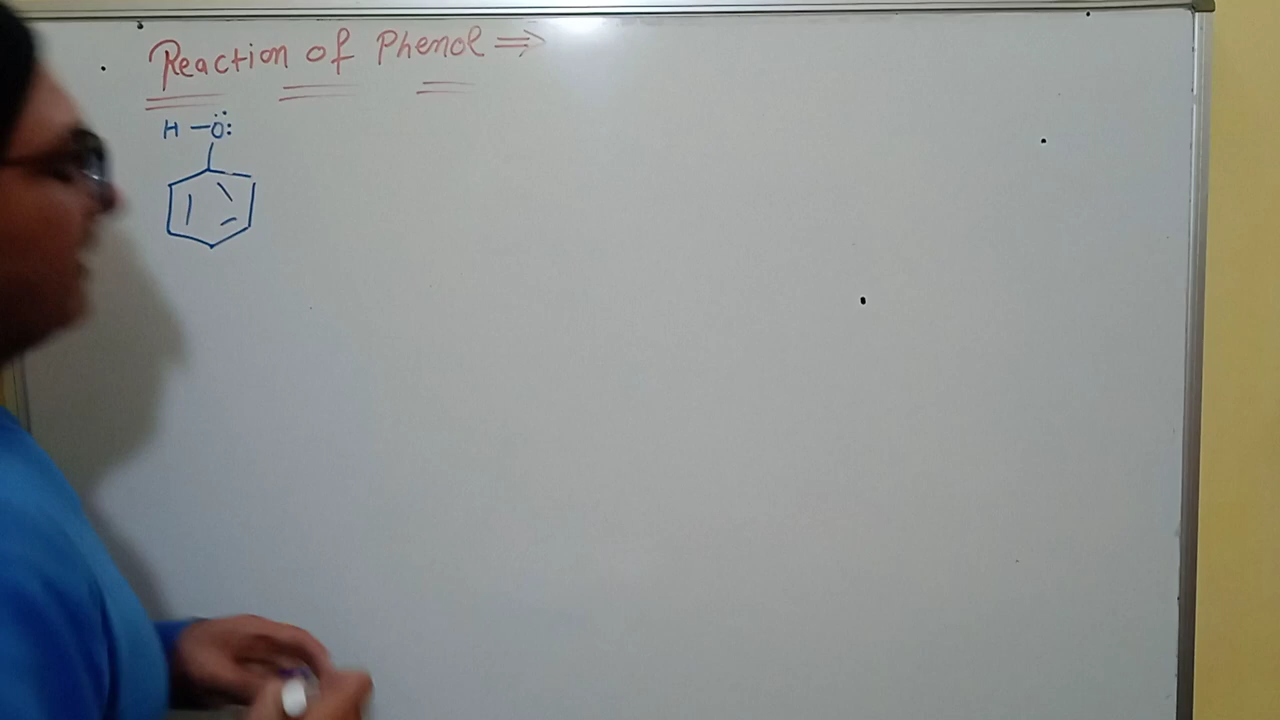 Reaction of Phenol ⇒
H — Ö: